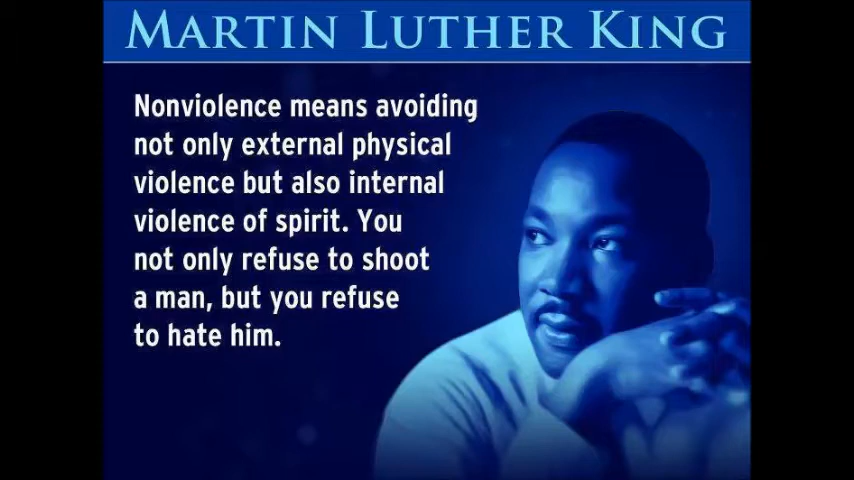 MARTIN LUTHER KING
Nonviolence means avoiding
not only external physical
violence but also internal
violence of spirit. You
not only refuse to shoot
a man, but you refuse
to hate him.